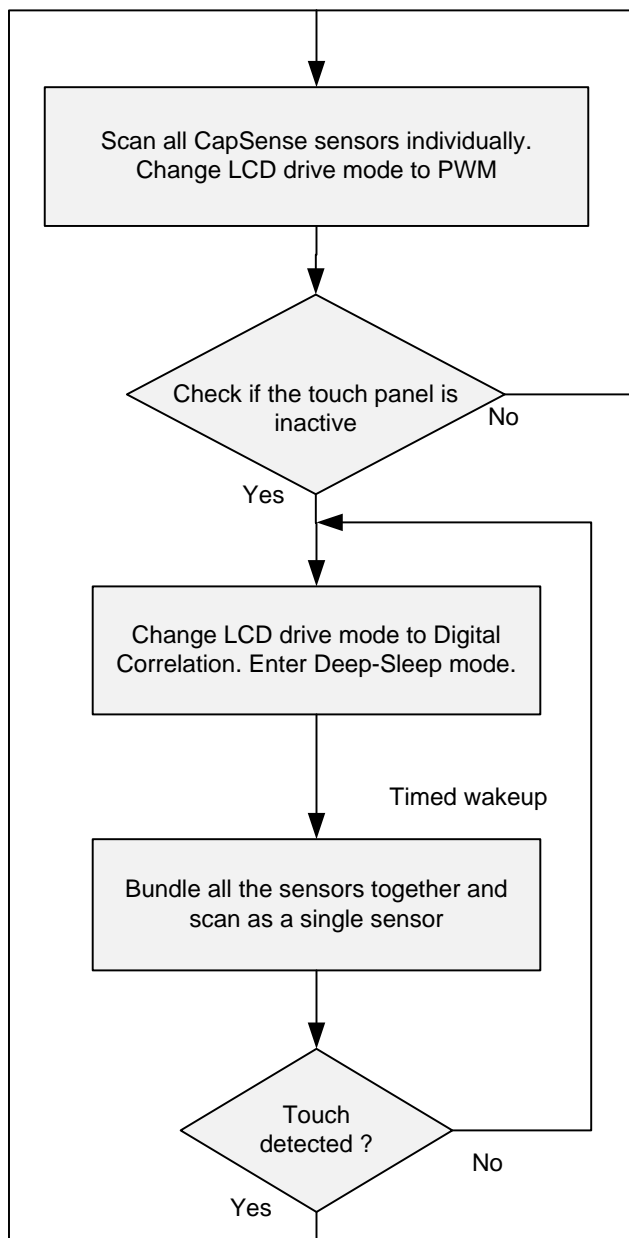 Scan all CapSense sensors individually.
Change LCD drive mode to PWM
Check if the touch panel is
inactive
No
Yes
Change LCD drive mode to Digital
Correlation. Enter Deep-Sleep mode.
Timed wakeup
Bundle all the sensors together and
scan as a single sensor
Touch
detected ?
No
Yes